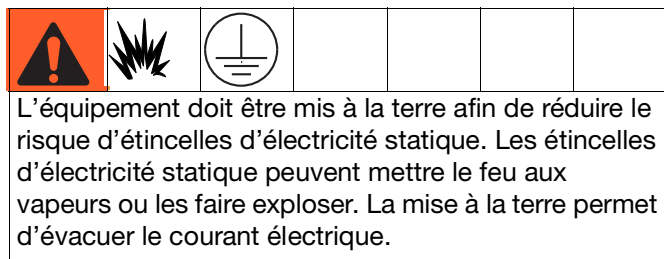 L’équipement doit être mis à la terre afin de réduire le
risque d’étincelles d’électricité statique. Les étincelles
d’électricité statique peuvent mettre le feu aux
vapeurs ou les faire exploser. La mise à la terre permet
d’évacuer le courant électrique.